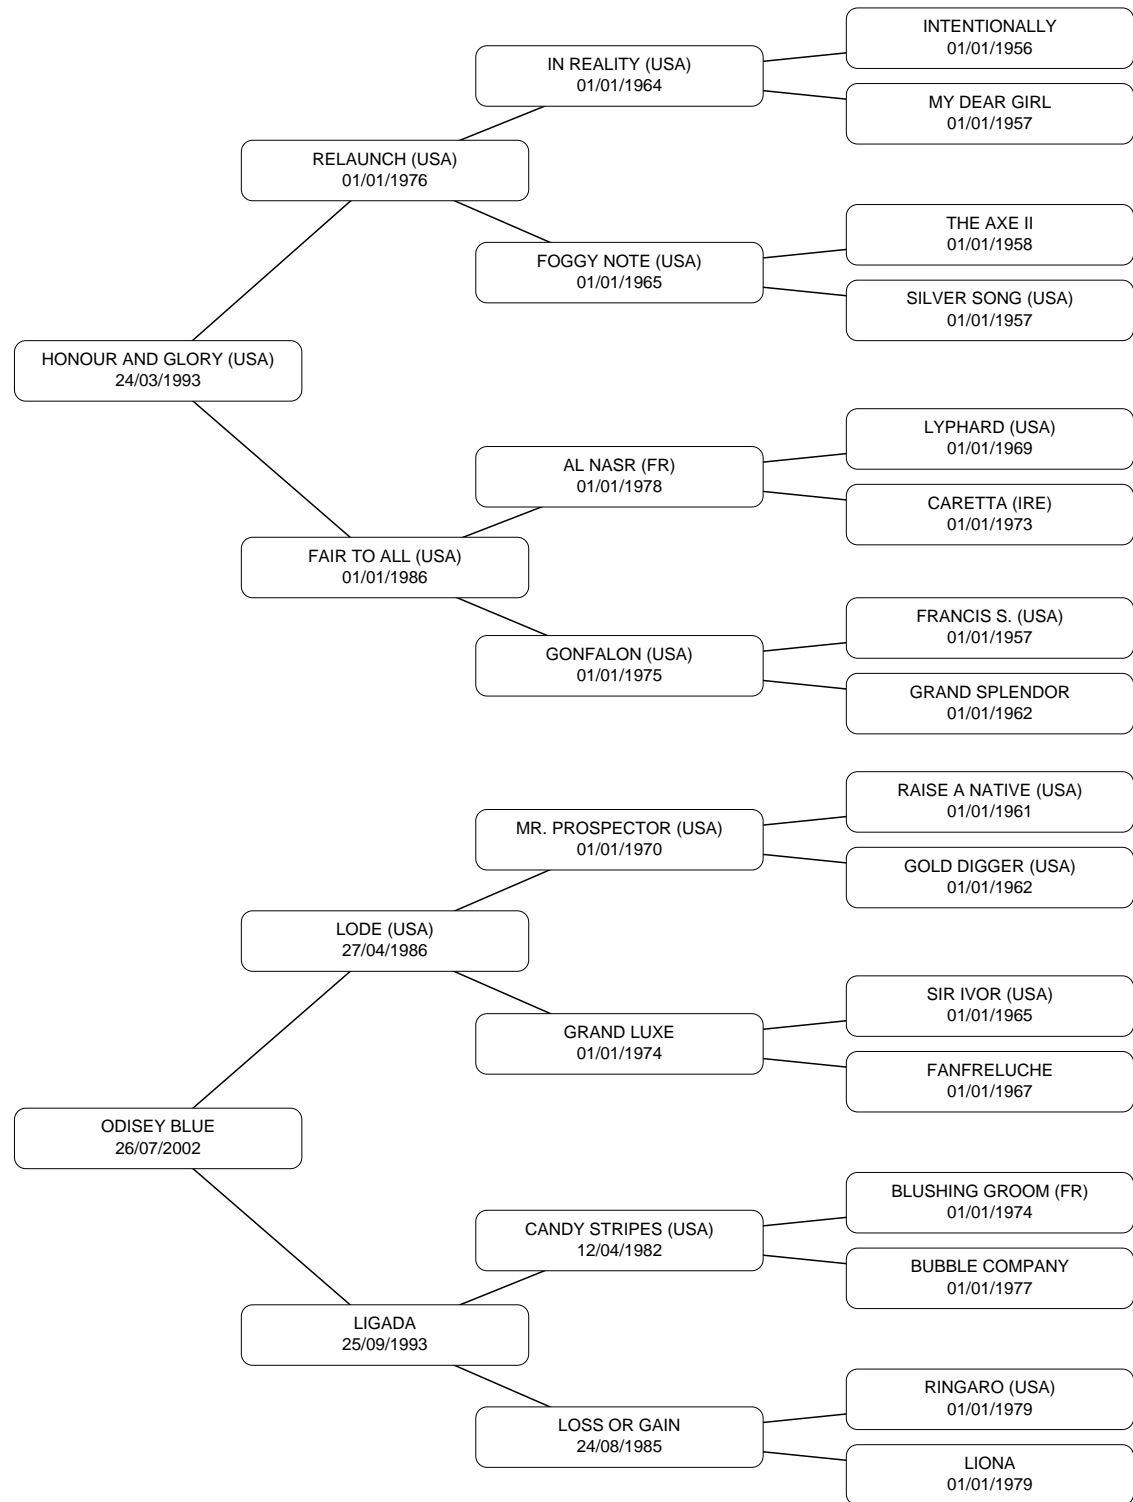 INTENTIONALLY
01/01/1956
IN REALITY (USA)
01/01/1964
MY DEAR GIRL
01/01/1957
RELAUNCH (USA)
01/01/1976
THE AXE II
01/01/1958
FOGGY NOTE (USA)
01/01/1965
SILVER SONG (USA)
01/01/1957
HONOUR AND GLORY (USA)
24/03/1993
LYPHARD (USA)
01/01/1969
AL NASR (FR)
01/01/1978
CARETTA (IRE)
01/01/1973
FAIR TO ALL (USA)
01/01/1986
FRANCIS S. (USA)
01/01/1957
GONFALON (USA)
01/01/1975
GRAND SPLENDOR
01/01/1962
RAISE A NATIVE (USA)
01/01/1961
MR. PROSPECTOR (USA)
01/01/1970
GOLD DIGGER (USA)
01/01/1962
LODE (USA)
27/04/1986
SIR IVOR (USA)
01/01/1965
GRAND LUXE
01/01/1974
FANFRELUCHE
01/01/1967
ODISEY BLUE
26/07/2002
BLUSHING GROOM (FR)
01/01/1974
CANDY STRIPES (USA)
12/04/1982
BUBBLE COMPANY
01/01/1977
LIGADA
25/09/1993
RINGARO (USA)
01/01/1979
LOSS OR GAIN
24/08/1985
LIONA
01/01/1979